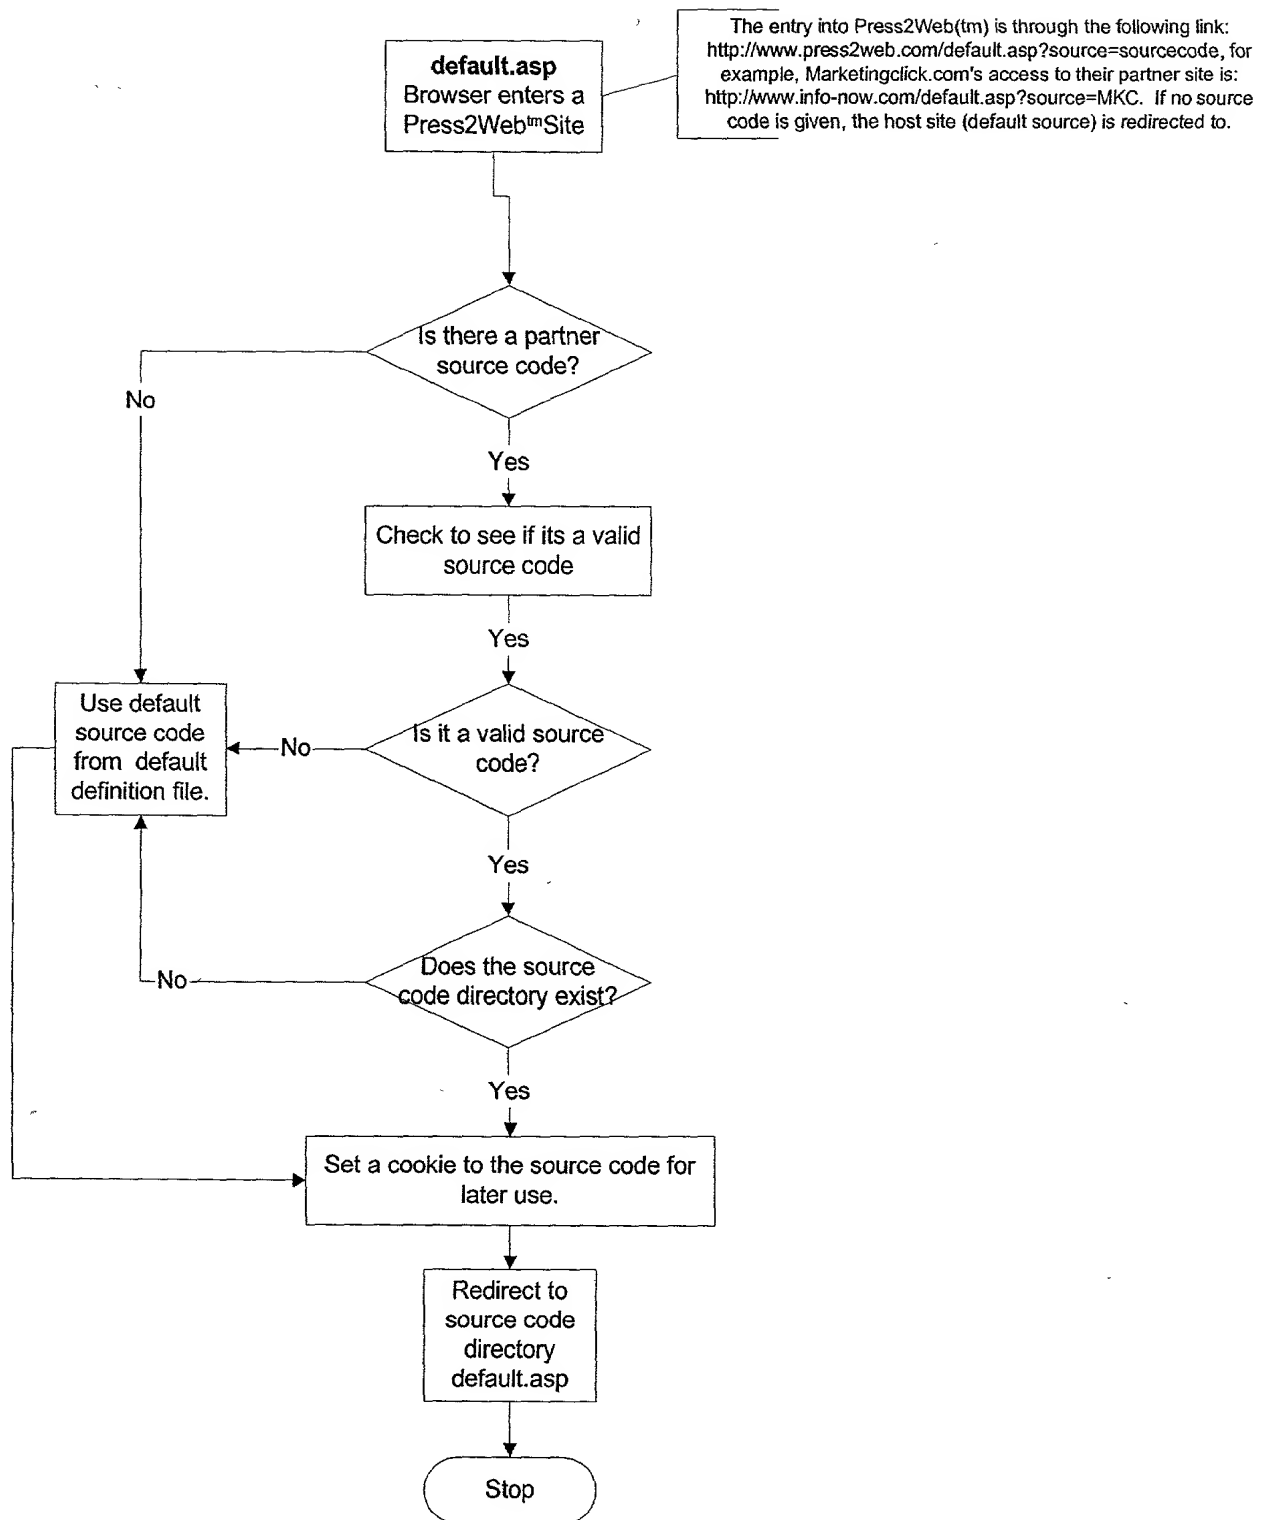 default.asp
Browser enters a
Press2Web™Site
The entry into Press2Web(tm) is through the following link:
http://www.press2web.com/default.asp?source=sourcecode, for
example, Marketingclick.com's access to their partner site is:
http://www.info-now.com/default.asp?source=MKC. If no source
code is given, the host site (default source) is redirected to.
Is there a partner
source code?
No
Yes
Check to see if its a valid
source code
Yes
Use default
source code
from default
definition file.
No
Is it a valid source
code?
Yes
No
Does the source
code directory exist?
Yes
Set a cookie to the source code for
later use.
Redirect to
source code
directory
default.asp
Stop